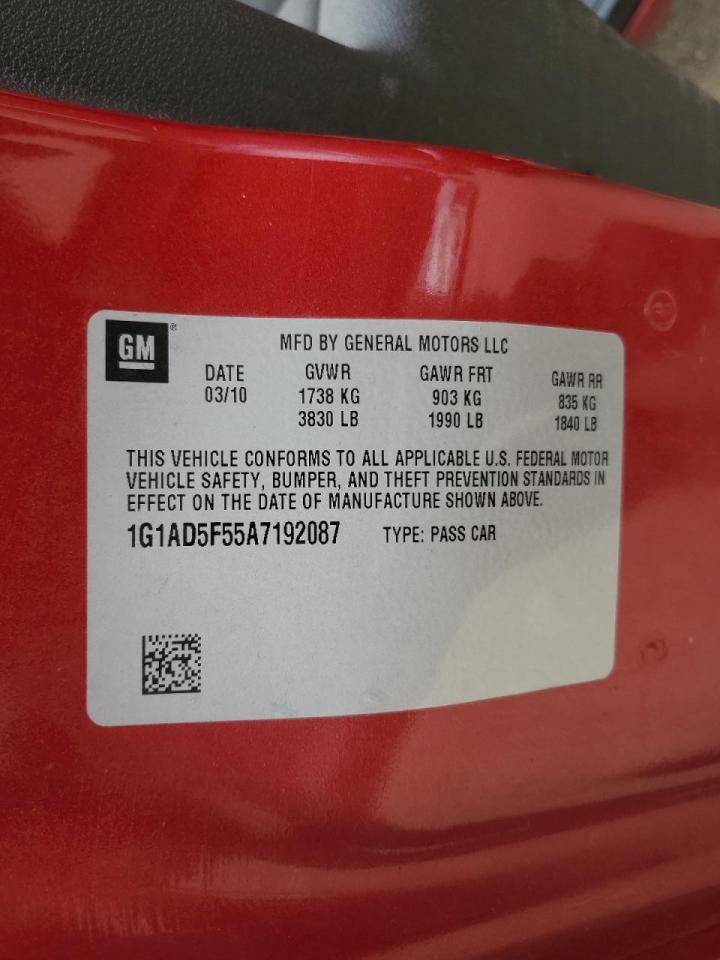 GM®
MFD BY GENERAL MOTORS LLC
DATE GVWR GAWR FRT GAWR RR
03/10 1738 KG 903 KG 835 KG
3830 LB 1990 LB 1840 LB
THIS VEHICLE CONFORMS TO ALL APPLICABLE U.S. FEDERAL MOTOR
VEHICLE SAFETY, BUMPER, AND THEFT PREVENTION STANDARDS IN
EFFECT ON THE DATE OF MANUFACTURE SHOWN ABOVE.
1G1AD5F55A7192087 TYPE: PASS CAR